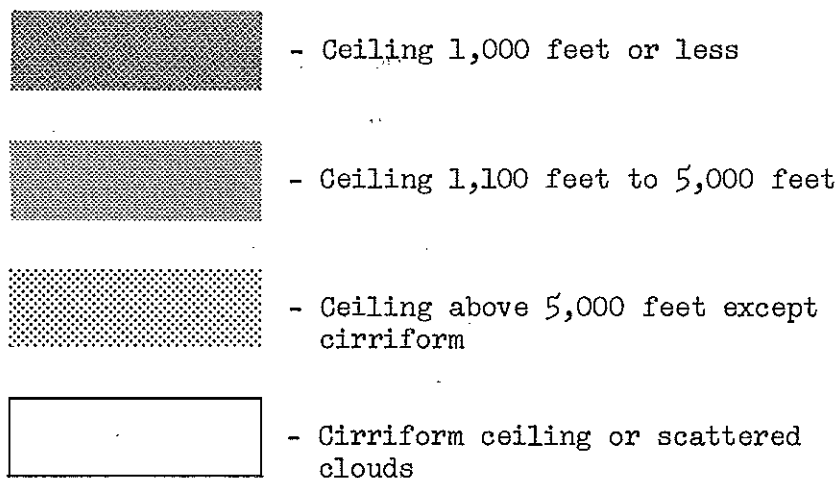 - Ceiling 1,000 feet or less
- Ceiling 1,100 feet to 5,000 feet
- Ceiling above 5,000 feet except
cirriform
- Cirriform ceiling or scattered
clouds